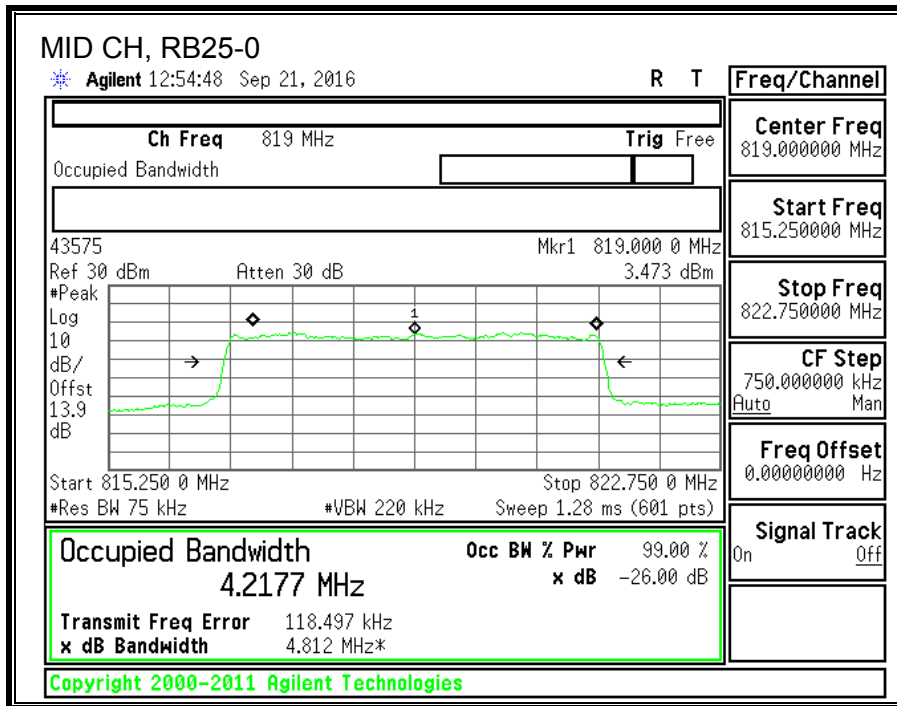 MID CH, RB25-0
Agilent 12:54:48 Sep 21, 2016 R T
Freq/Channel
Ch Freq 819 MHz Trig Free
Occupied Bandwidth
Center Freq
819.000000 MHz
Start Freq
815.250000 MHz
Stop Freq
822.750000 MHz
CF Step
750.000000 kHz
Auto Man
Freq Offset
0.00000000 Hz
Signal Track
On Off
43575 Mkr1 819.000 0 MHz
Ref 30 dBm Atten 30 dB 3.473 dBm
#Peak
Log
10
dB/
Offst
13.9
dB
1
Start 815.250 0 MHz Stop 822.750 0 MHz
#Res BW 75 kHz #VBW 220 kHz Sweep 1.28 ms (601 pts)
Occupied Bandwidth Occ BW % Pwr 99.00 %
4.2177 MHz x dB -26.00 dB
Transmit Freq Error 118.497 kHz
x dB Bandwidth 4.812 MHz*
Copyright 2000-2011 Agilent Technologies